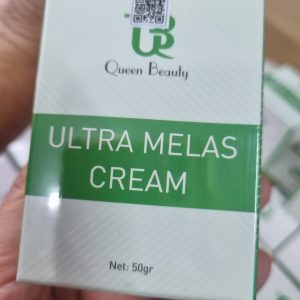 Queen Beauty
ULTRA MELAS
CREAM
Net: 50gr